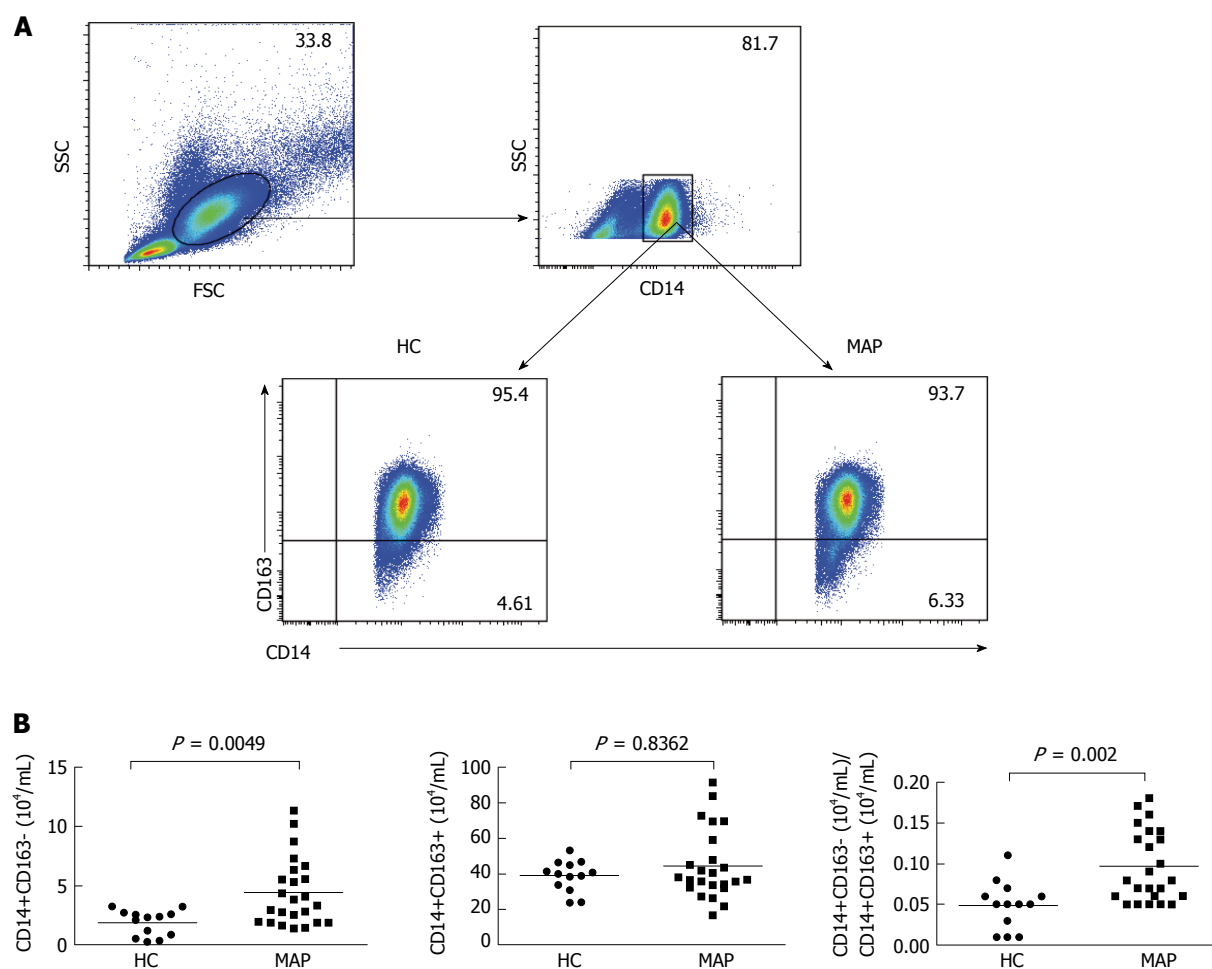 A
33.8
SSC
FSC
81.7
SSC
CD14
HC
MAP
95.4
4.61
CD163
93.7
6.33
CD14
B
P = 0.0049
CD14+CD163- (10⁴/mL)
15
10
5
0
HC
MAP
P = 0.8362
CD14+CD163+ (10⁴/mL)
100
80
60
40
20
0
HC
MAP
P = 0.002
CD14+CD163- (10⁴/mL)/
CD14+CD163+ (10⁴/mL)
0.20
0.15
0.10
0.05
0.00
HC
MAP